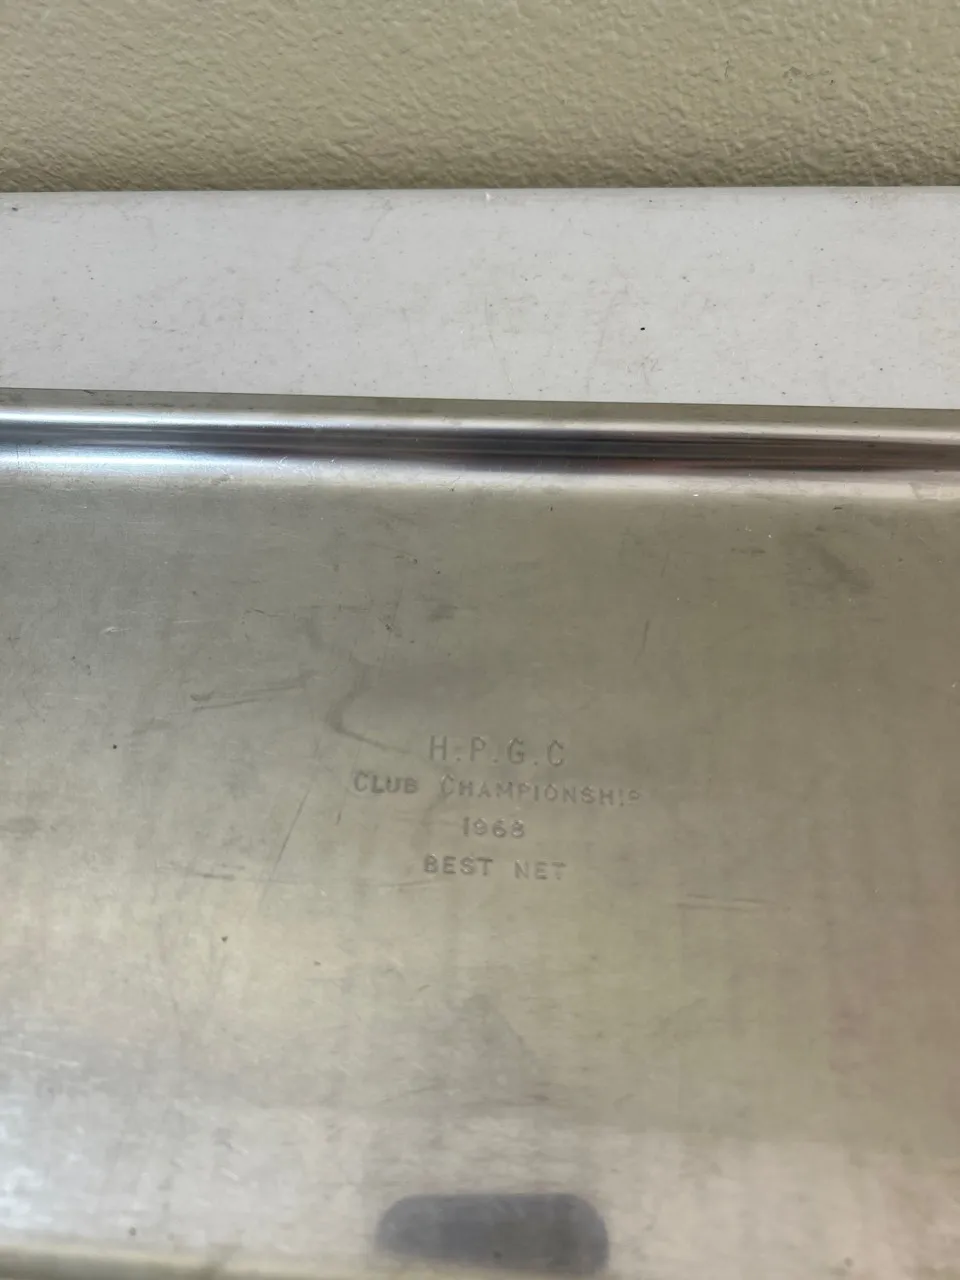 H.P.G.C
CLUB CHAMPIONSHIP
1968
BEST NET